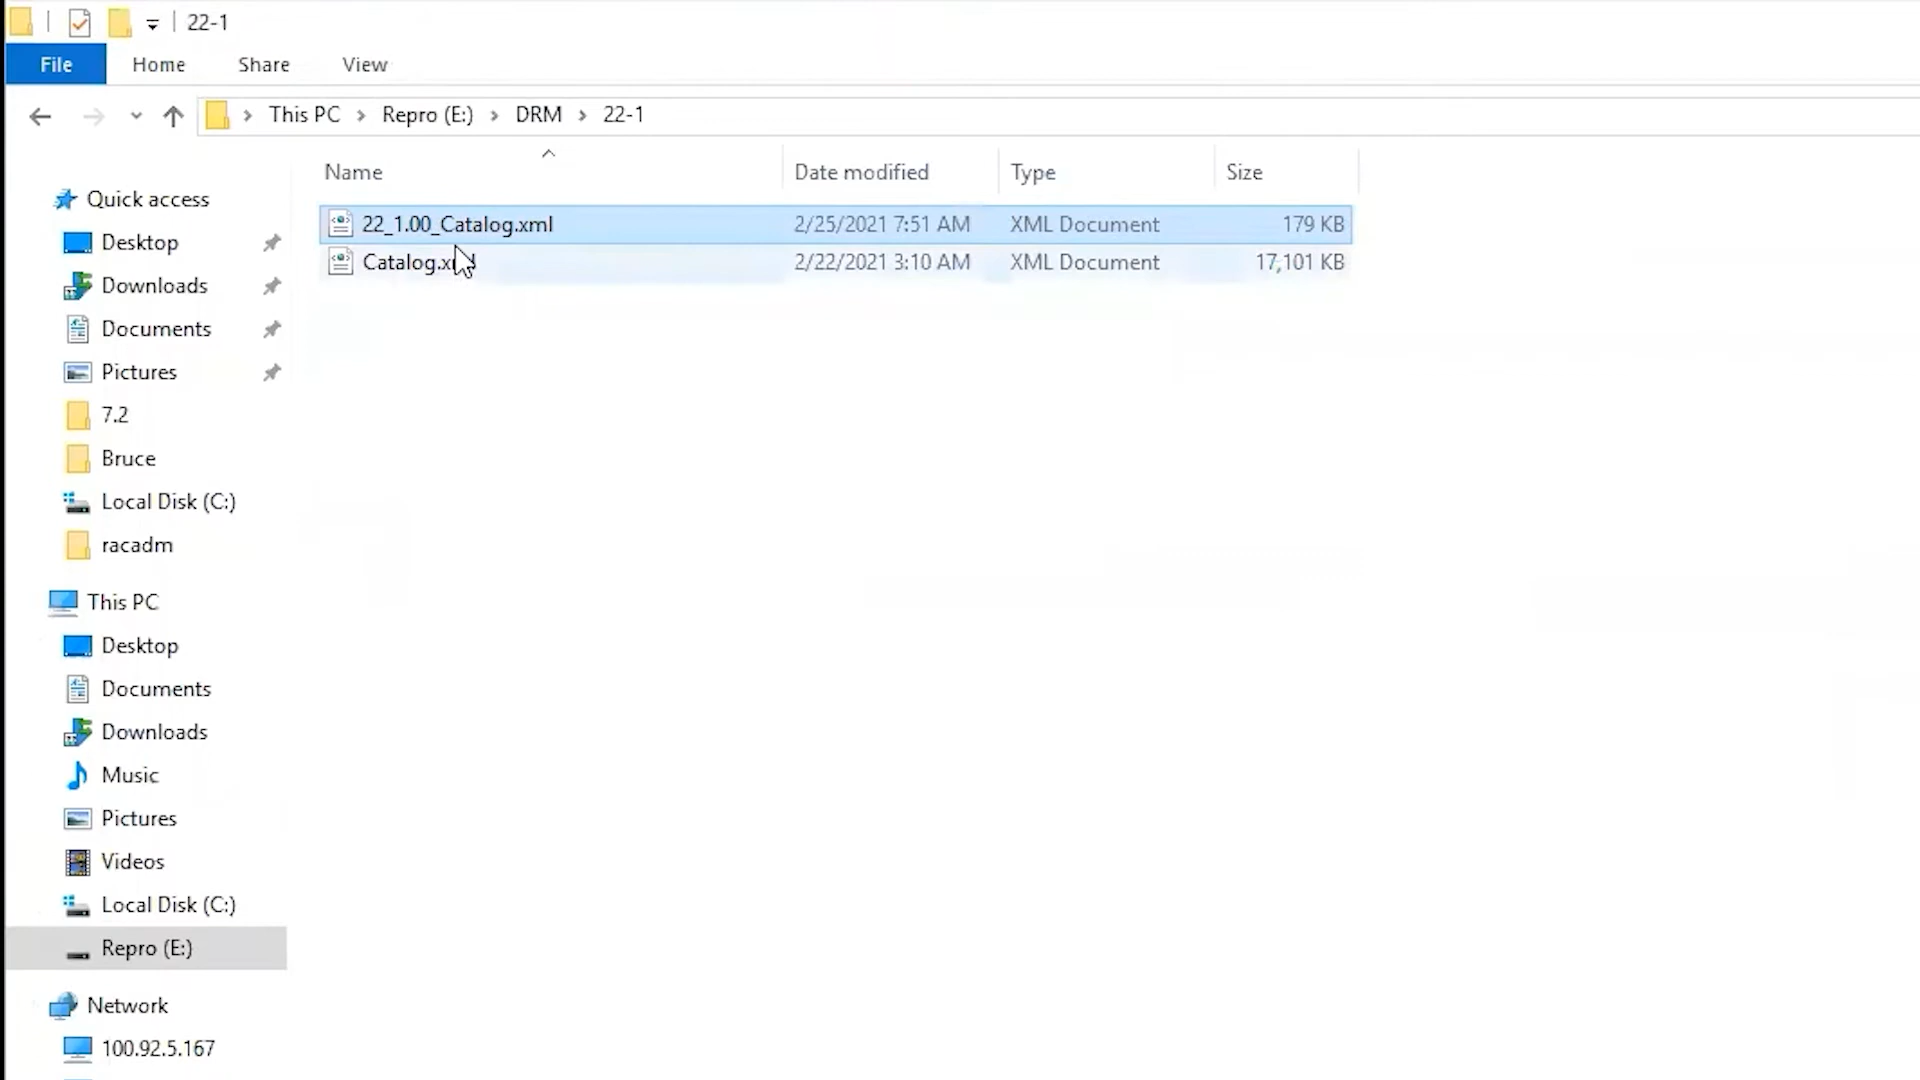 22-1
File Home Share View
This PC Repro (E:) DRM 22-1
Name Date modified Type Size
22_1.00_Catalog.xml 2/25/2021 7:51 AM XML Document 179 KB
Catalog.xml 2/22/2021 3:10 AM XML Document 17,101 KB
Quick access
Desktop
Downloads
Documents
Pictures
7.2
Bruce
Local Disk (C:)
racadm
This PC
Desktop
Documents
Downloads
Music
Pictures
Videos
Local Disk (C:)
Repro (E:)
Network
100.92.5.167